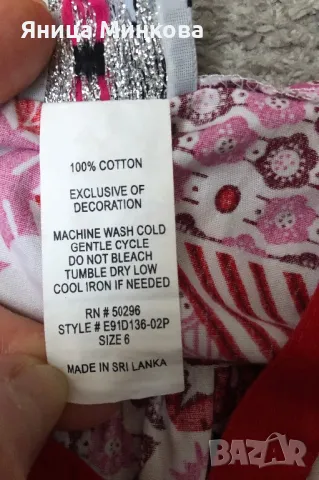 Яница Минкова
100% COTTON
EXCLUSIVE OF
DECORATION
MACHINE WASH COLD
GENTLE CYCLE
DO NOT BLEACH
TUMBLE DRY LOW
COOL IRON IF NEEDED
RN # 50296
STYLE # E91D136-02P
SIZE 6
MADE IN SRI LANKA
BAZAR